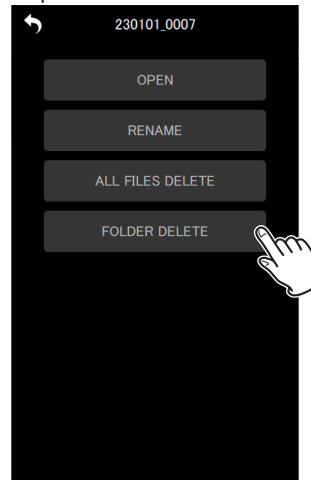 230101_0007
OPEN
RENAME
ALL FILES DELETE
FOLDER DELETE